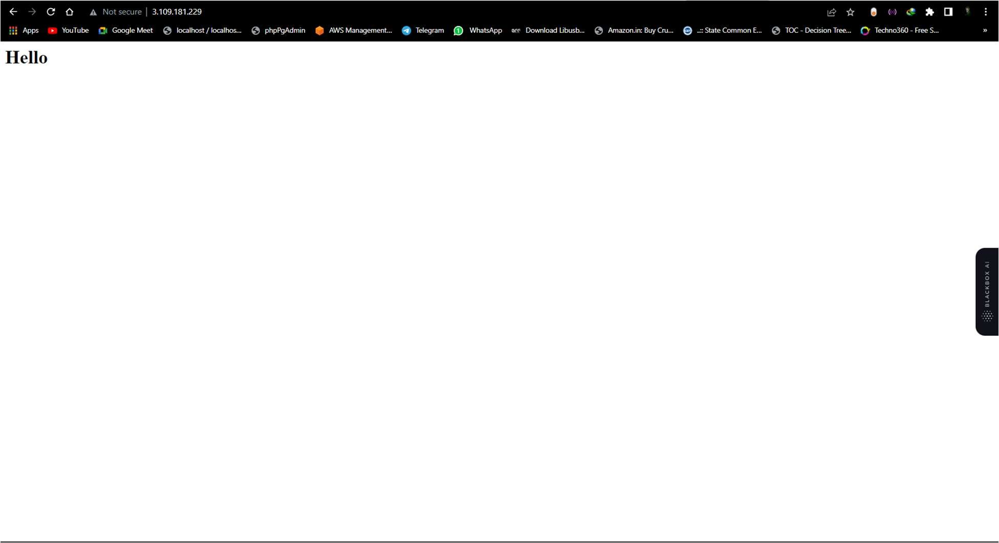 Not secure | 3.109.181.229
Apps YouTube Google Meet localhost / localhos... phpPgAdmin AWS Management... Telegram WhatsApp Download Libusb... Amazon.in: Buy Cru... ..:: State Common E... TOC - Decision Tree... Techno360 - Free S... »
Hello
BLACKBOX AI